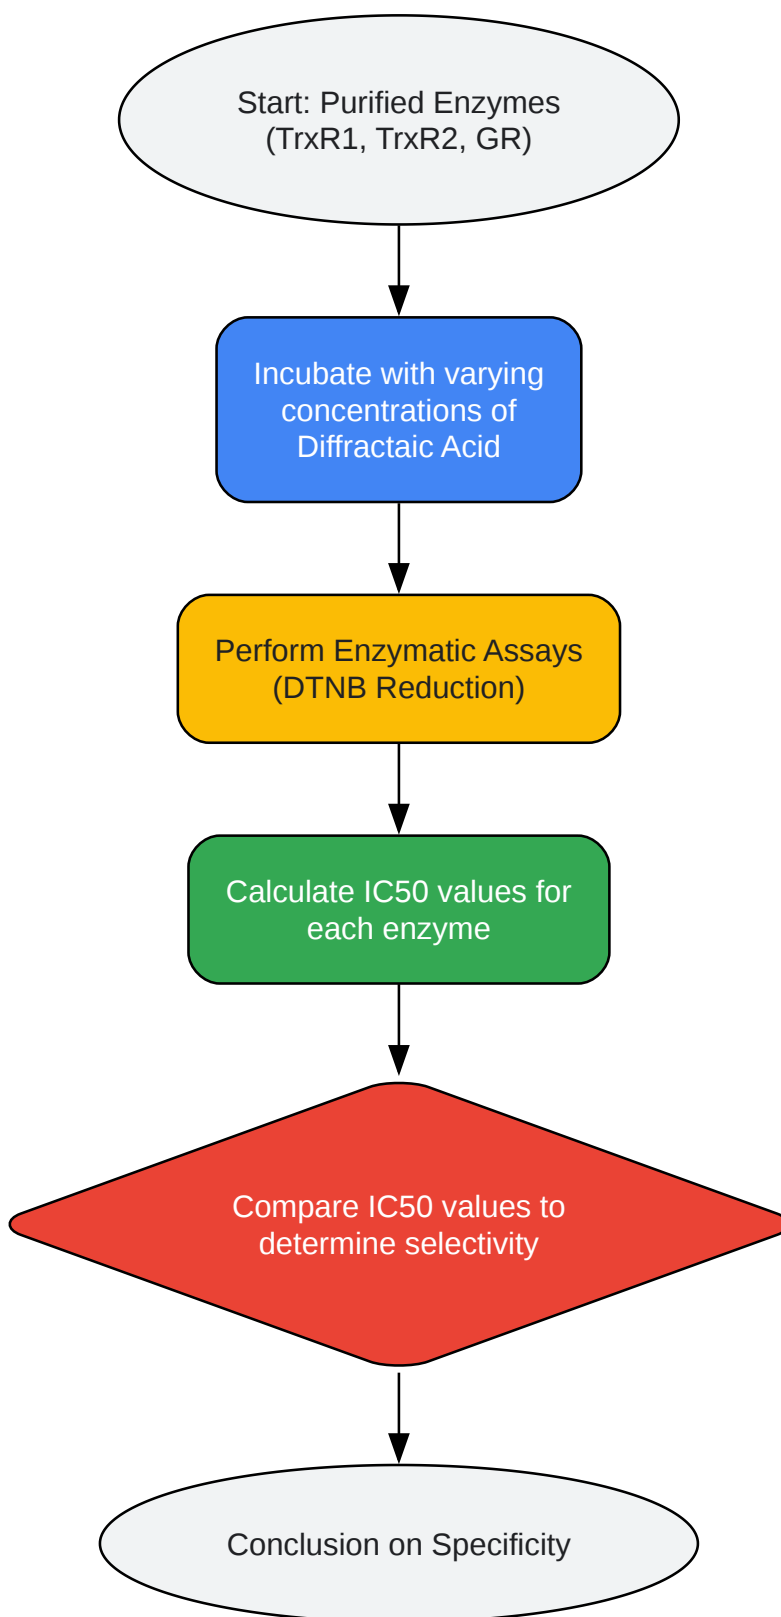 Start: Purified Enzymes
(TrxR1, TrxR2, GR)
Incubate with varying
concentrations of
Diffractaic Acid
Perform Enzymatic Assays
(DTNB Reduction)
Calculate IC50 values for
each enzyme
Compare IC50 values to
determine selectivity
Conclusion on Specificity